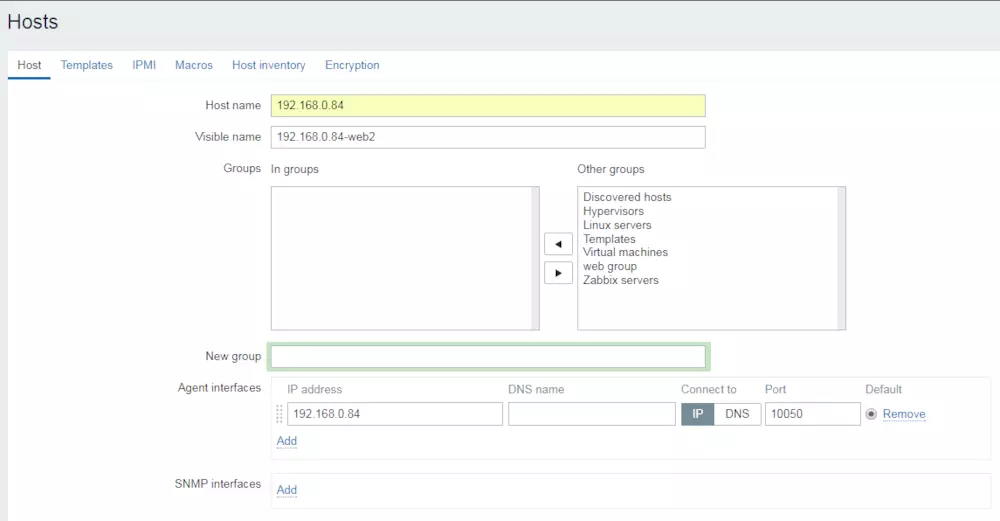 Hosts
Host Templates IPMI Macros Host inventory Encryption
Host name 192.168.0.84
Visible name 192.168.0.84-web2
Groups In groups Other groups
Discovered hosts
Hypervisors
Linux servers
Templates
Virtual machines
web group
Zabbix servers
New group
Agent interfaces IP address DNS name Connect to Port Default
192.168.0.84 IP DNS 10050 Remove
Add
SNMP interfaces Add